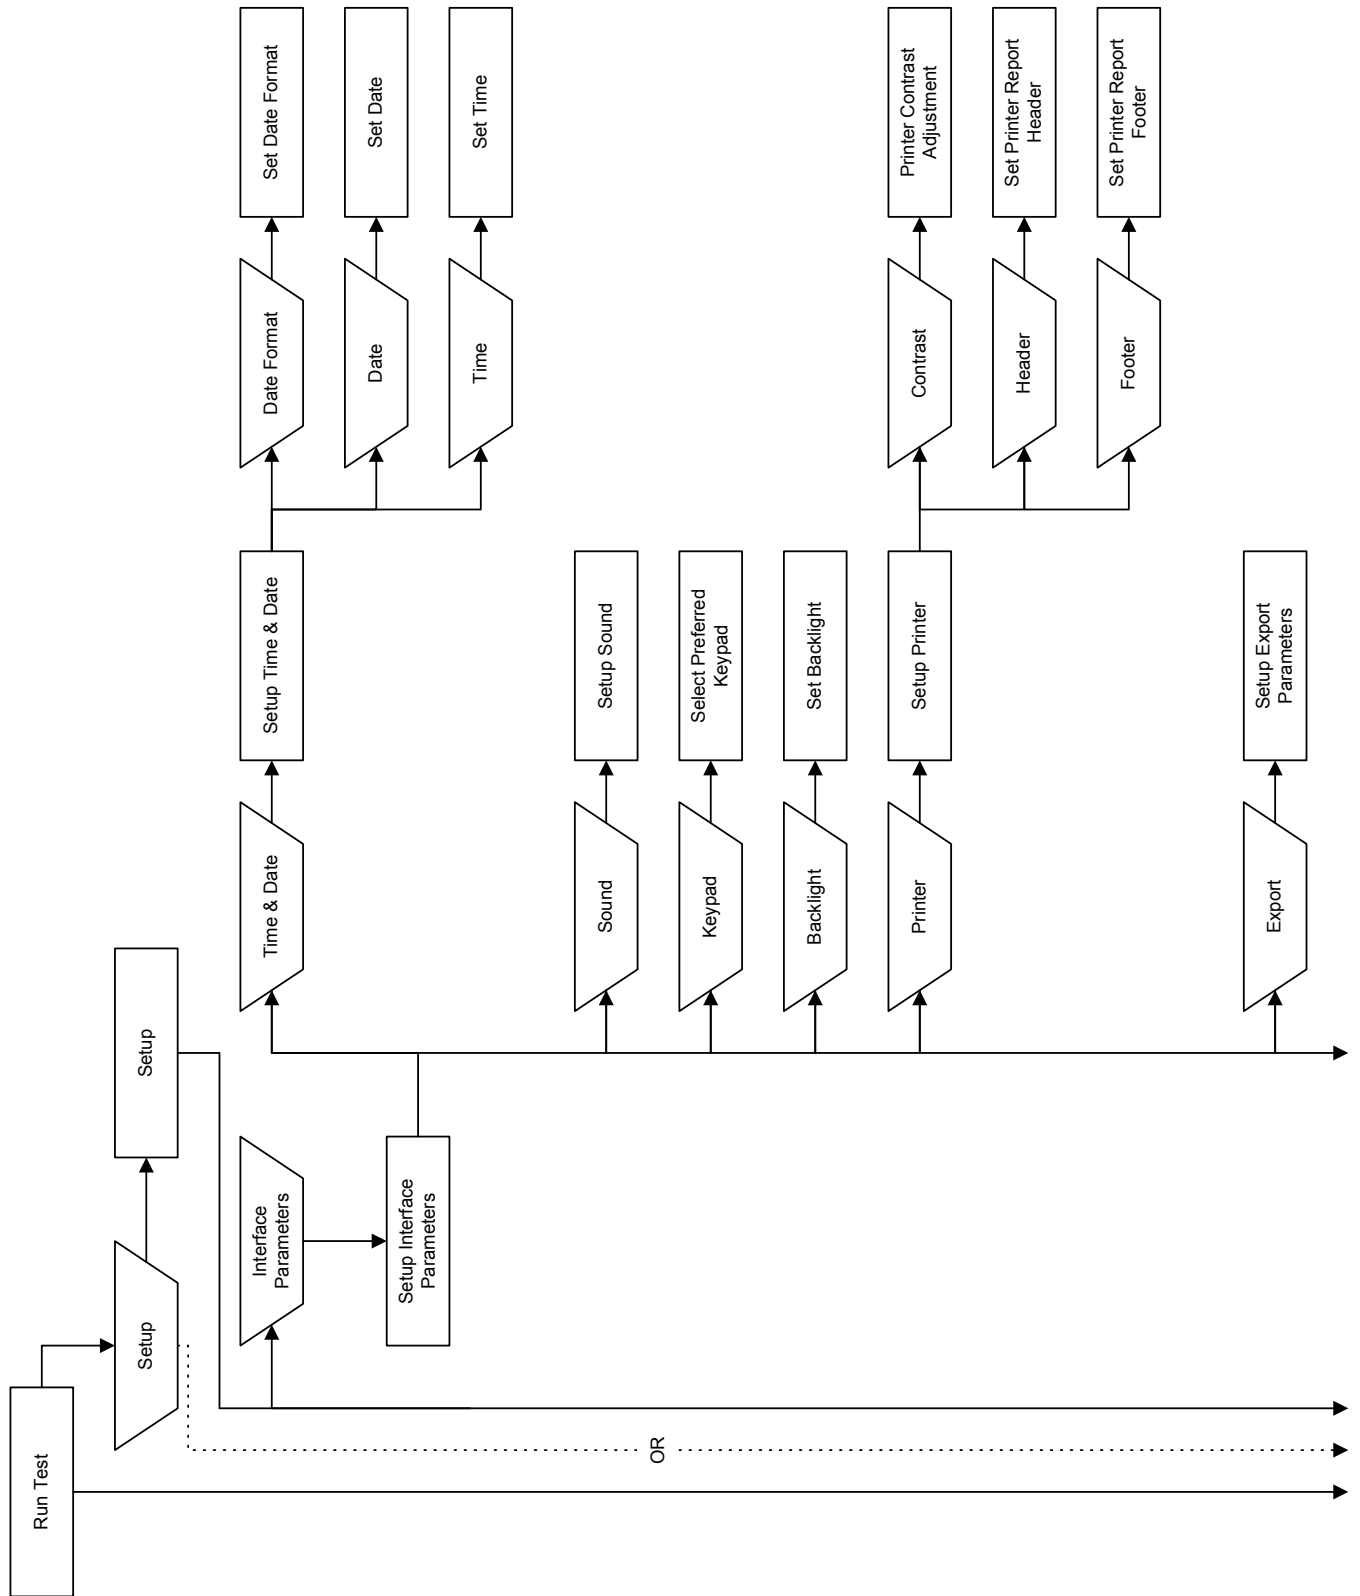 Run Test
Setup
Setup
Interface
Parameters
Setup Interface
Parameters
OR
Time & Date
Setup Time & Date
Date Format
Set Date Format
Date
Set Date
Time
Set Time
Sound
Setup Sound
Keypad
Select Preferred
Keypad
Backlight
Set Backlight
Printer
Setup Printer
Contrast
Printer Contrast
Adjustment
Header
Set Printer Report
Header
Footer
Set Printer Report
Footer
Export
Setup Export
Parameters